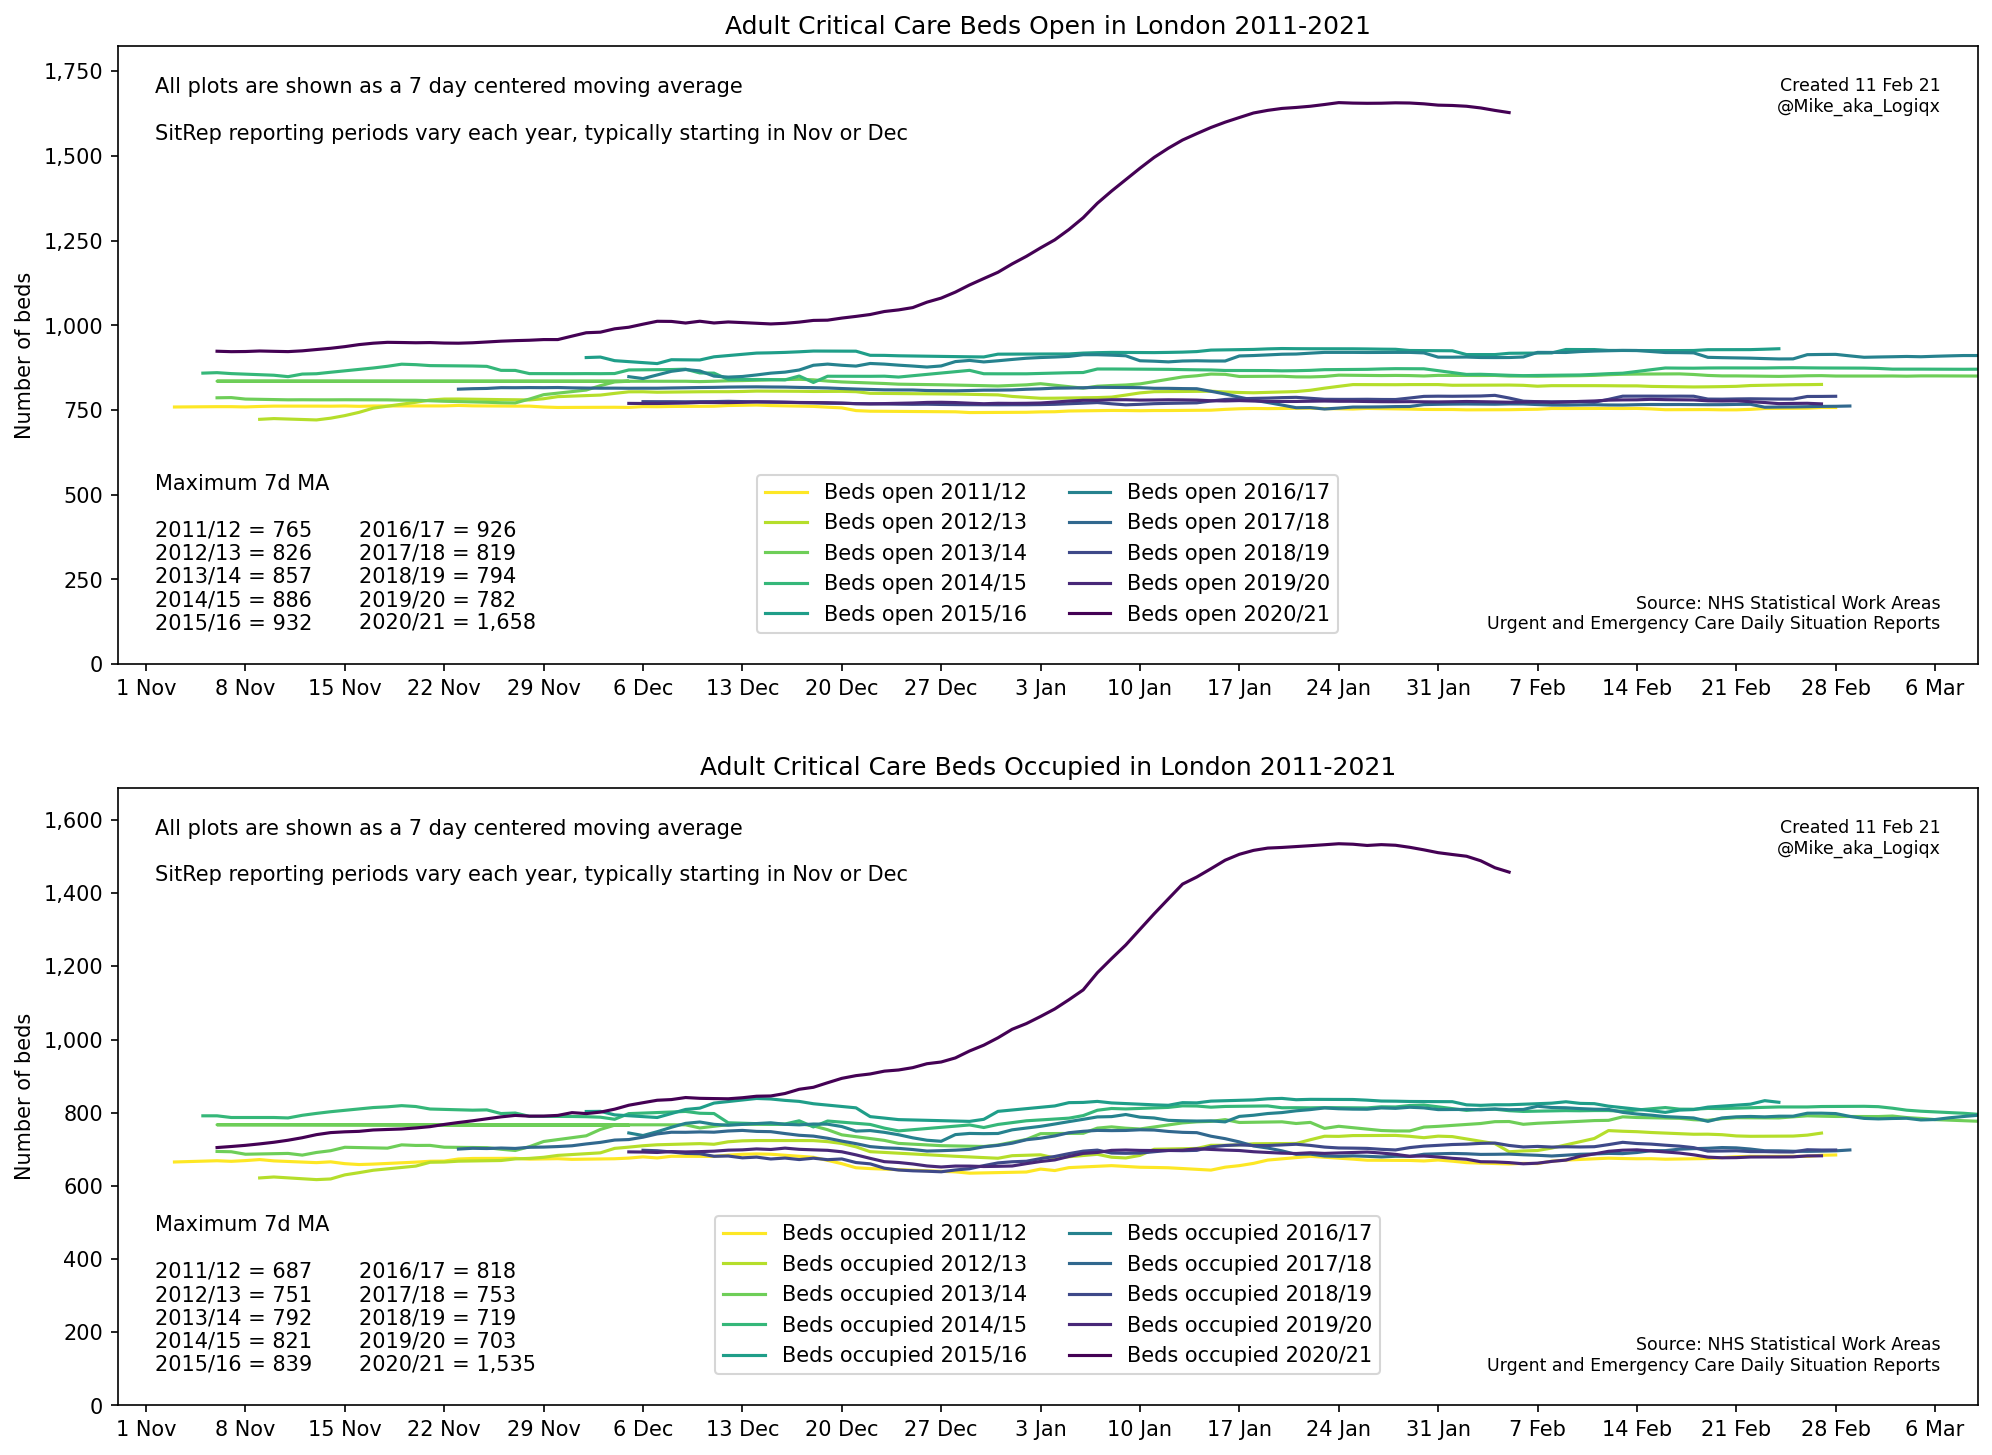 Adult Critical Care Beds Open in London 2011-2021
All plots are shown as a 7 day centered moving average
SitRep reporting periods vary each year, typically starting in Nov or Dec
Created 11 Feb 21
@Mike_aka_Logiqx
Number of beds
1,750
1,500
1,250
1,000
750
500
250
0
Maximum 7d MA
2011/12 = 765 2016/17 = 926
2012/13 = 826 2017/18 = 819
2013/14 = 857 2018/19 = 794
2014/15 = 886 2019/20 = 782
2015/16 = 932 2020/21 = 1,658
Beds open 2011/12 Beds open 2016/17
Beds open 2012/13 Beds open 2017/18
Beds open 2013/14 Beds open 2018/19
Beds open 2014/15 Beds open 2019/20
Beds open 2015/16 Beds open 2020/21
Source: NHS Statistical Work Areas
Urgent and Emergency Care Daily Situation Reports
1 Nov 8 Nov 15 Nov 22 Nov 29 Nov 6 Dec 13 Dec 20 Dec 27 Dec 3 Jan 10 Jan 17 Jan 24 Jan 31 Jan 7 Feb 14 Feb 21 Feb 28 Feb 6 Mar
Adult Critical Care Beds Occupied in London 2011-2021
All plots are shown as a 7 day centered moving average
SitRep reporting periods vary each year, typically starting in Nov or Dec
Created 11 Feb 21
@Mike_aka_Logiqx
Number of beds
1,600
1,400
1,200
1,000
800
600
400
200
0
Maximum 7d MA
2011/12 = 687 2016/17 = 818
2012/13 = 751 2017/18 = 753
2013/14 = 792 2018/19 = 719
2014/15 = 821 2019/20 = 703
2015/16 = 839 2020/21 = 1,535
Beds occupied 2011/12 Beds occupied 2016/17
Beds occupied 2012/13 Beds occupied 2017/18
Beds occupied 2013/14 Beds occupied 2018/19
Beds occupied 2014/15 Beds occupied 2019/20
Beds occupied 2015/16 Beds occupied 2020/21
Source: NHS Statistical Work Areas
Urgent and Emergency Care Daily Situation Reports
1 Nov 8 Nov 15 Nov 22 Nov 29 Nov 6 Dec 13 Dec 20 Dec 27 Dec 3 Jan 10 Jan 17 Jan 24 Jan 31 Jan 7 Feb 14 Feb 21 Feb 28 Feb 6 Mar